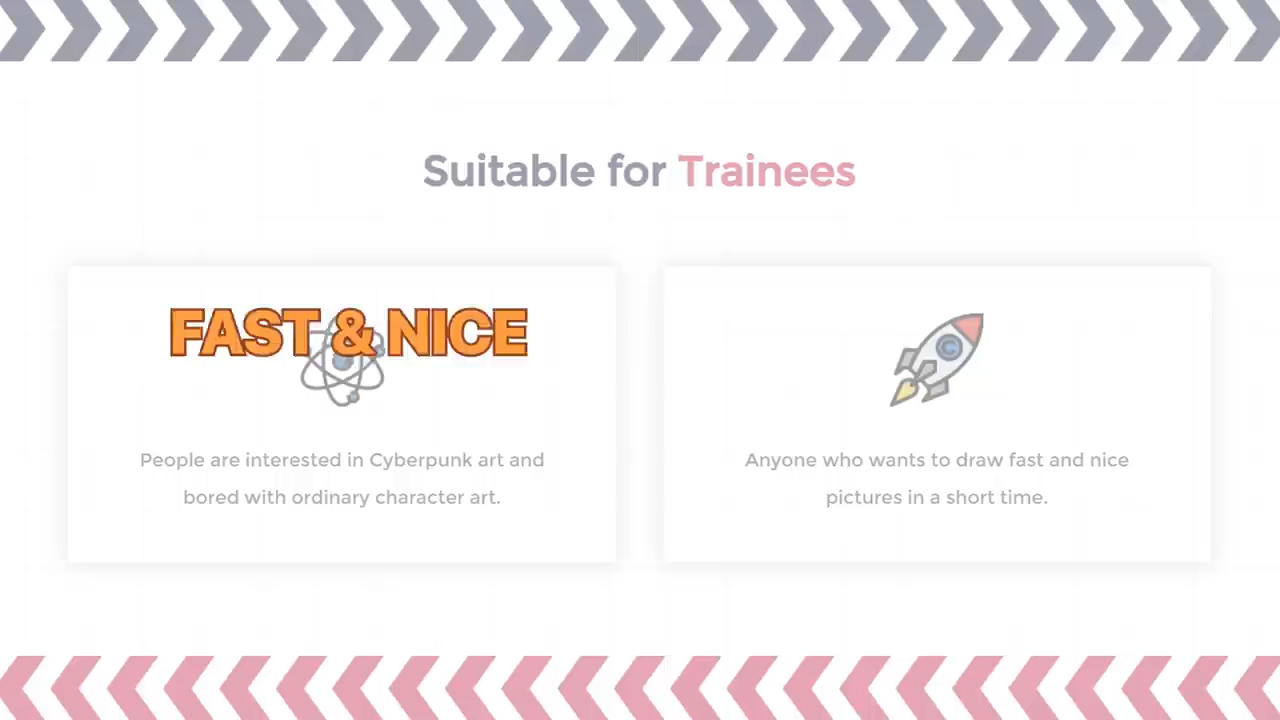 Suitable for Trainees
FAST & NICE
People are interested in Cyberpunk art and
bored with ordinary character art.
Anyone who wants to draw fast and nice
pictures in a short time.